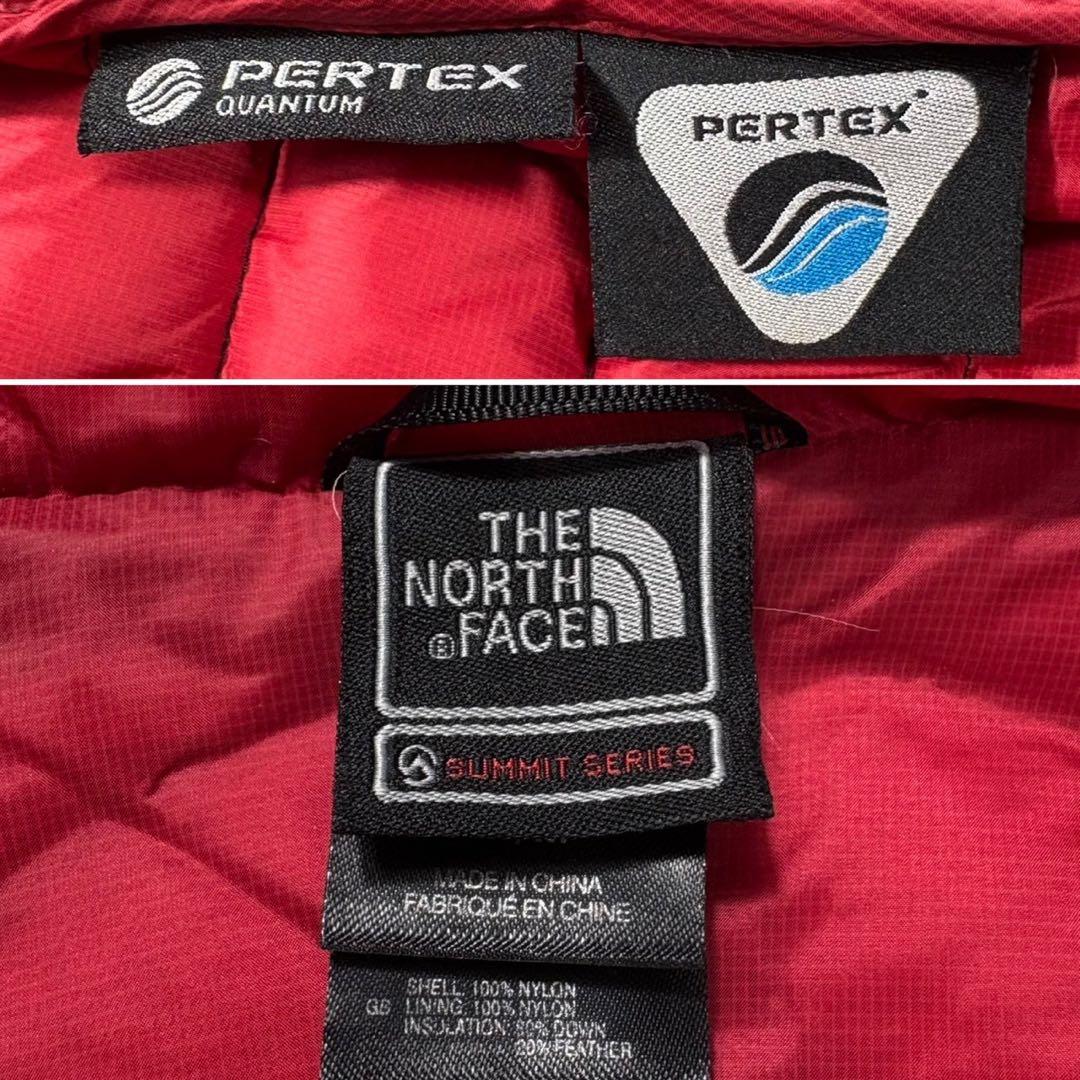 PERTEX
QUANTUM
PERTEX
THE
NORTH
FACE
®
SUMMIT SERIES
MADE IN CHINA
FABRIQUÉ EN CHINE
SHELL: 100% NYLON
GB LINING: 100% NYLON
INSULATION: 80% DOWN
20% FEATHER